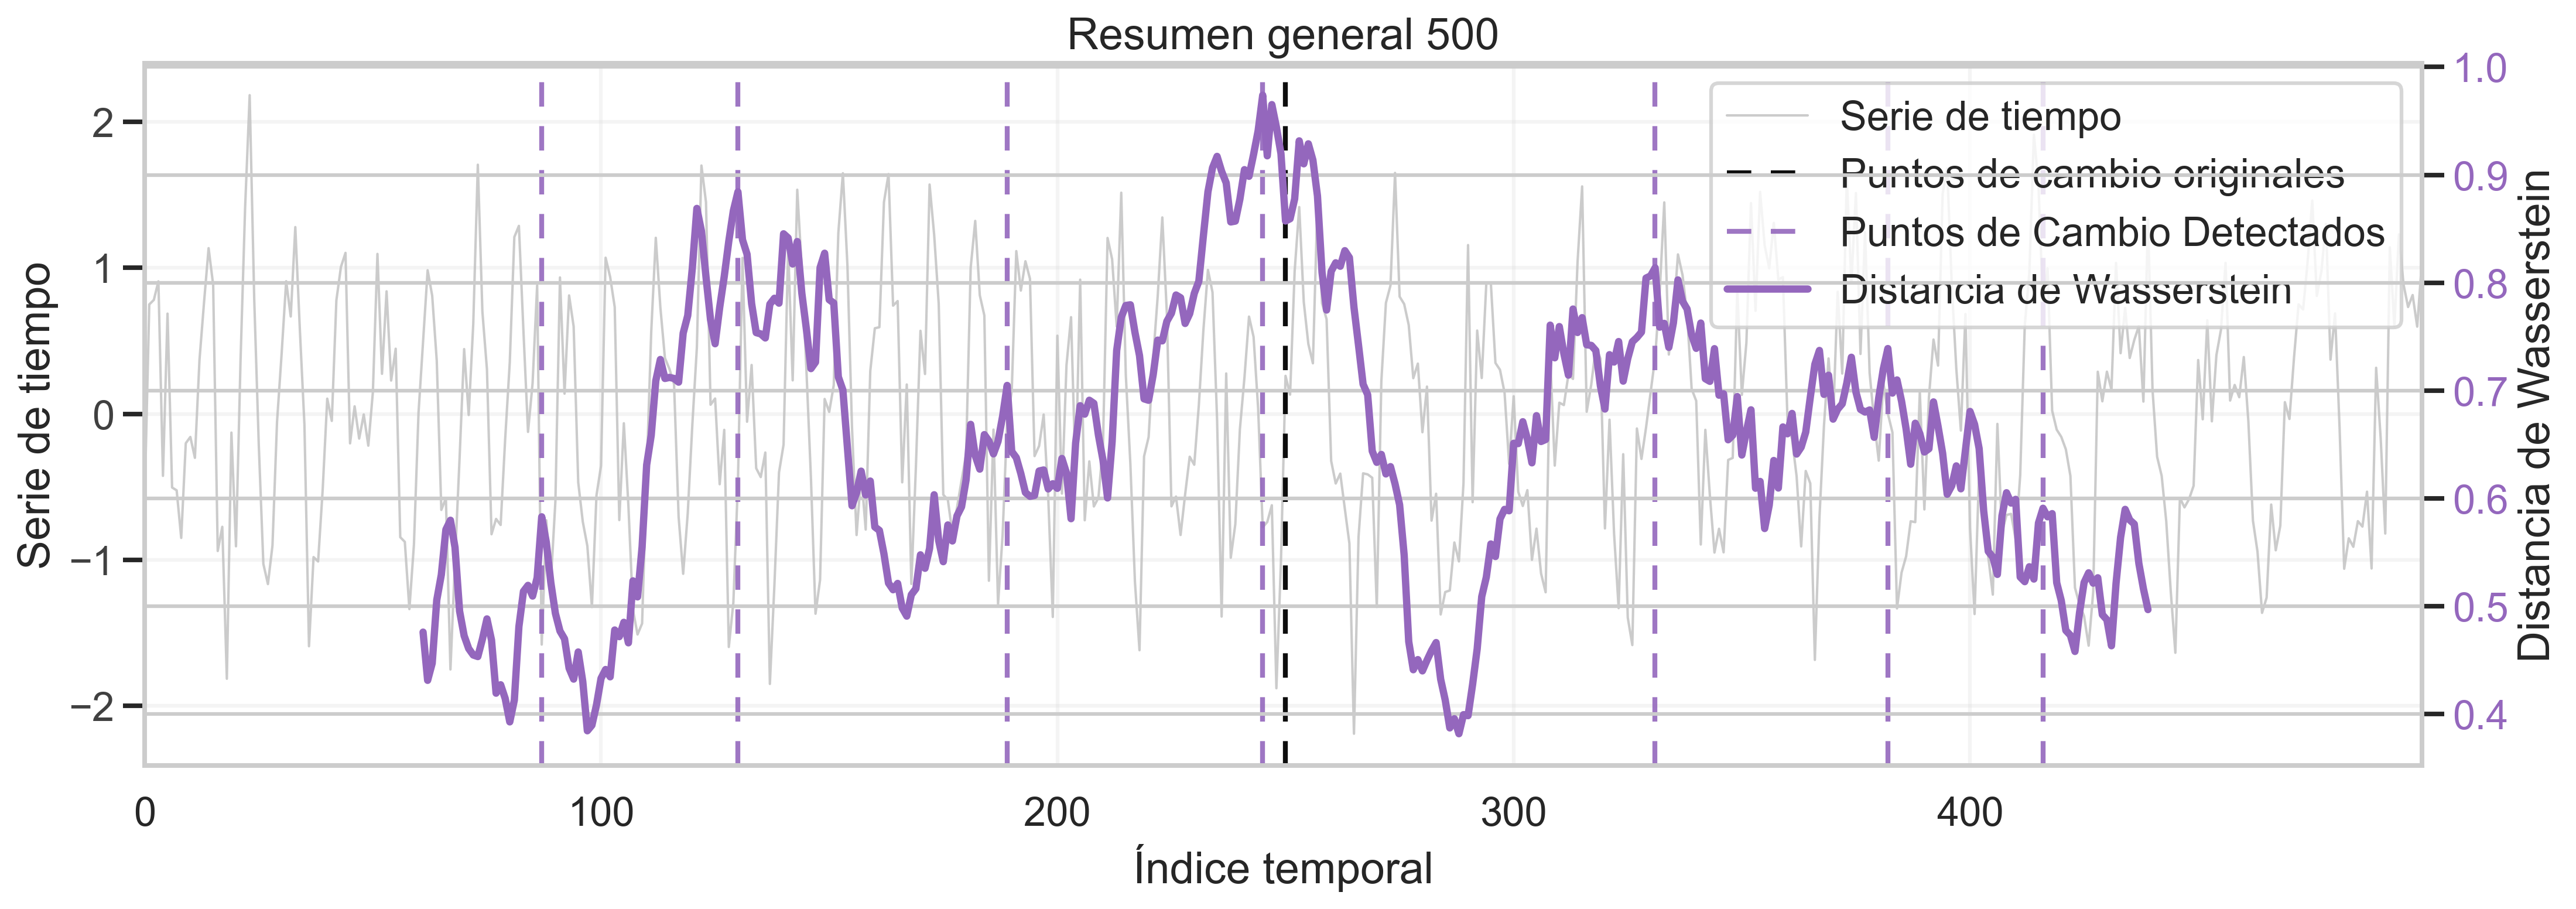 Resumen general 500
Serie de tiempo
2
1
0
−1
−2
Serie de tiempo
Puntos de cambio originales
Puntos de Cambio Detectados
Distancia de Wasserstein
1.0
0.9
0.8
0.7
0.6
0.5
0.4
Distancia de Wasserstein
0 100 200 300 400
Índice temporal